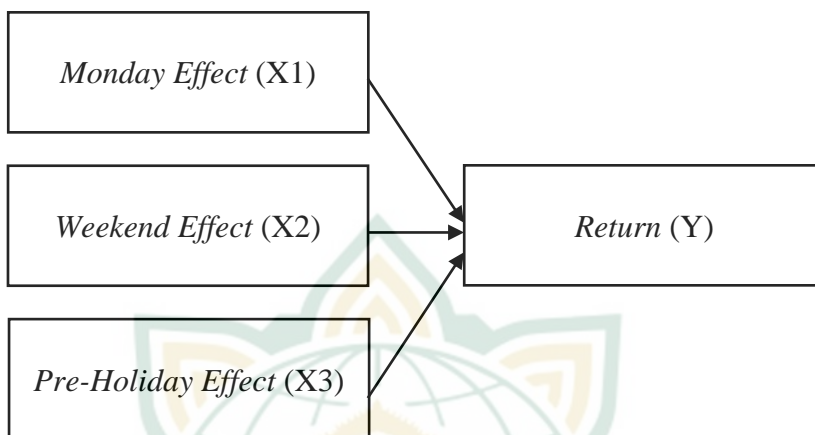 Monday Effect (X1)
Weekend Effect (X2)
Return (Y)
Pre-Holiday Effect (X3)